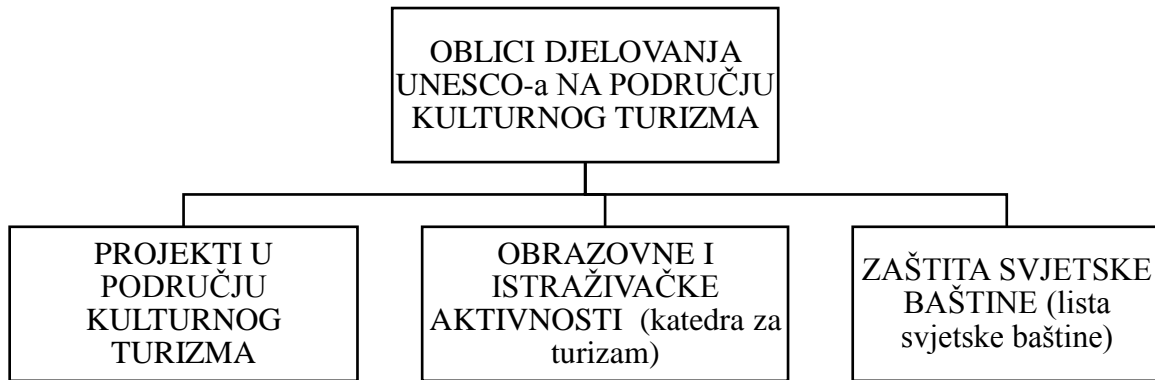 OBLICI DJELOVANJA
UNESCO-a NA PODRUČJU
KULTURNOG TURIZMA
PROJEKTI U
PODRUČJU
KULTURNOG
TURIZMA
OBRAZOVNE I
ISTRAŽIVAČKE
AKTIVNOSTI (katedra za
turizam)
ZAŠTITA SVJETSKE
BAŠTINE (lista
svjetske baštine)